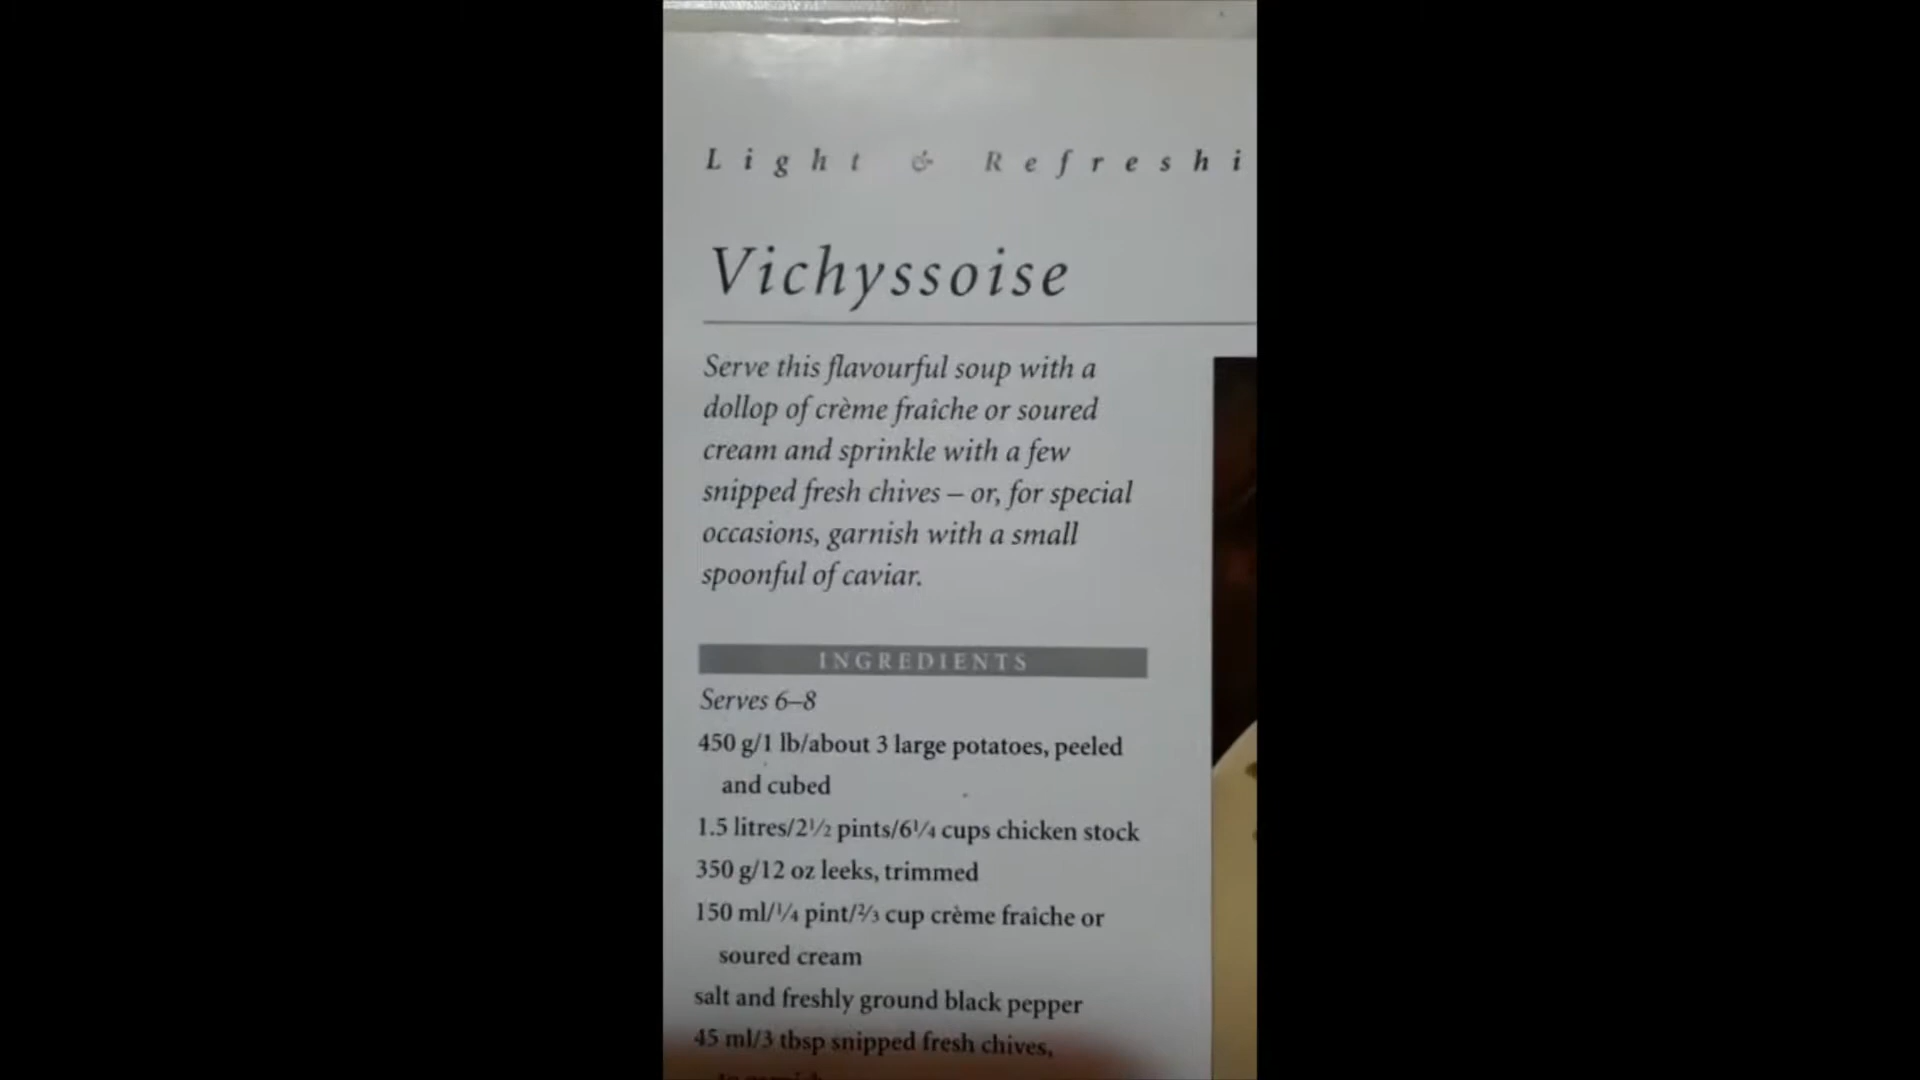 Light & Refreshi
Vichyssoise
Serve this flavourful soup with a
dollop of crème fraîche or soured
cream and sprinkle with a few
snipped fresh chives – or, for special
occasions, garnish with a small
spoonful of caviar.
INGREDIENTS
Serves 6–8
450 g/1 lb/about 3 large potatoes, peeled
and cubed
1.5 litres/2½ pints/6¼ cups chicken stock
350 g/12 oz leeks, trimmed
150 ml/¼ pint/⅔ cup crème fraîche or
soured cream
salt and freshly ground black pepper
45 ml/3 tbsp snipped fresh chives,